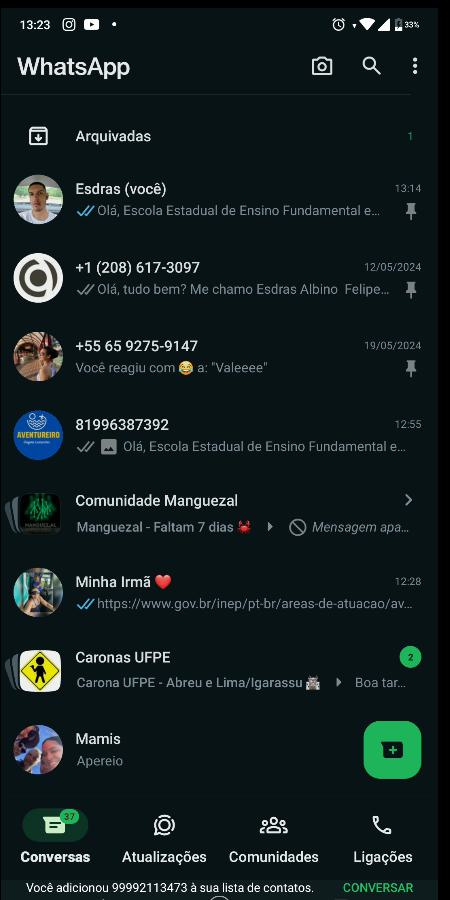 13:23
33%
WhatsApp
Arquivadas 1
Esdras (você) 13:14
Olá, Escola Estadual de Ensino Fundamental e...
+1 (208) 617-3097 12/05/2024
Olá, tudo bem? Me chamo Esdras Albino Felipe...
+55 65 9275-9147 19/05/2024
Você reagiu com 😂 a: "Valeeee"
AVENTUREIRO
81996387392 12:55
Olá, Escola Estadual de Ensino Fundamental e...
MANGUEZAL
Comunidade Manguezal
Manguezal - Faltam 7 dias 🦀 Mensagem apa...
Minha Irmã ❤️ 12:28
https://www.gov.br/inep/pt-br/areas-de-atuacao/av...
Caronas UFPE 2
Carona UFPE - Abreu e Lima/Igarassu 🏰 Boa tar...
Mamis
Apereio
37
Conversas Atualizações Comunidades Ligações
Você adicionou 99992113473 à sua lista de contatos. CONVERSAR